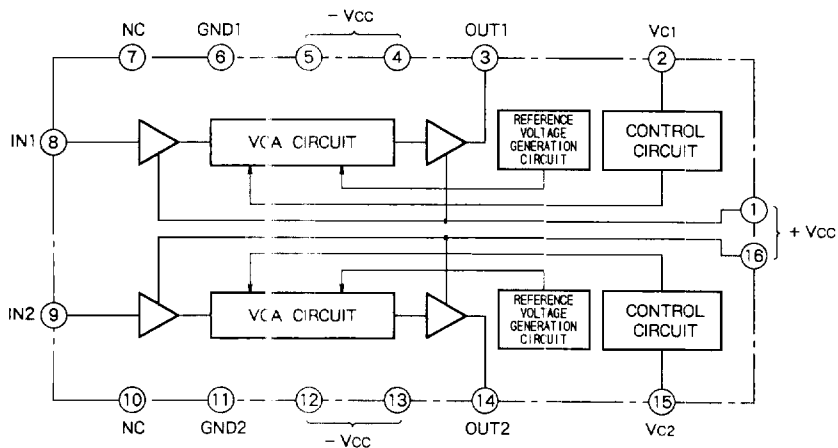 NC GND1 − VCC OUT1 VC1
7 6 5 4 3 2
IN1 8
VCA CIRCUIT
REFERENCE
VOLTAGE
GENERATION
CIRCUIT
CONTROL
CIRCUIT
1
+ VCC
16
IN2 9
VCA CIRCUIT
REFERENCE
VOLTAGE
GENERATION
CIRCUIT
CONTROL
CIRCUIT
10 11 12 13 14 15
NC GND2 − VCC OUT2 VC2